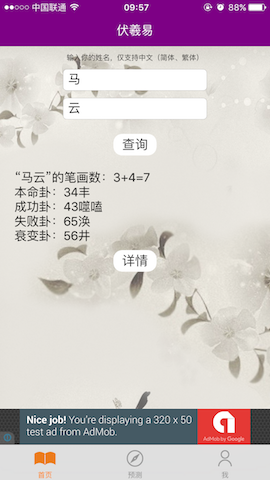 中国联通 09:57 88%
伏羲易
输入你的姓名，仅支持中文（简体、繁体）
马
云
查询
“马云”的笔画数：3+4=7
本命卦：34丰
成功卦：43噬嗑
失败卦：65涣
衰变卦：56井
详情
Nice job! You're displaying a 320 x 50
test ad from AdMob.
AdMob by Google
首页 预测 我